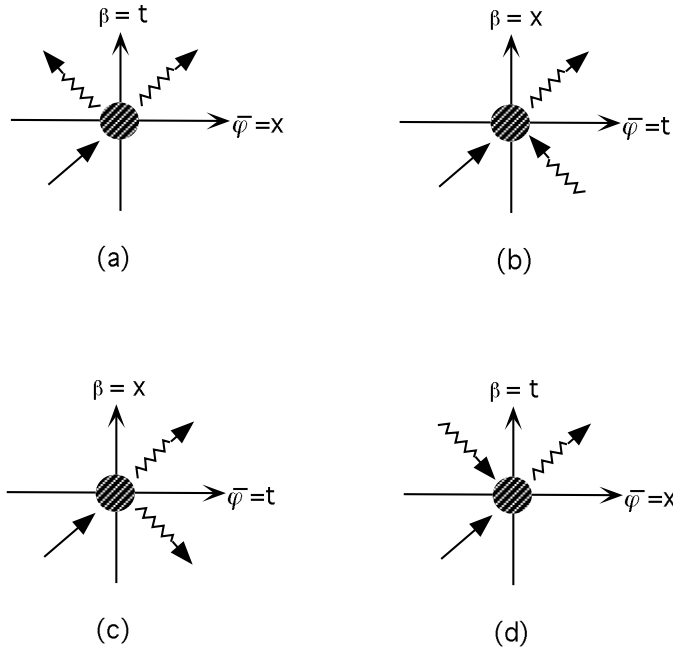 β = t
φ̄ =x
(a)
β = x
φ̄ =t
(b)
β = x
φ̄ =t
(c)
β = t
φ̄ =x
(d)